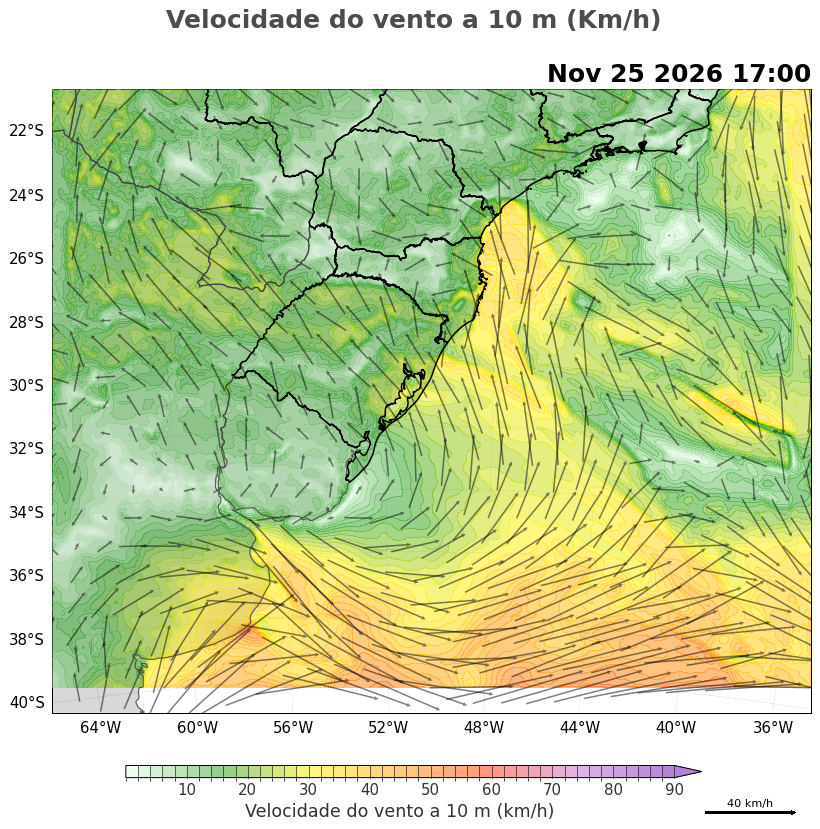 Velocidade do vento a 10 m (Km/h)
Nov 25 2026 17:00
22°S
24°S
26°S
28°S
30°S
32°S
34°S
36°S
38°S
40°S
64°W 60°W 56°W 52°W 48°W 44°W 40°W 36°W
10 20 30 40 50 60 70 80 90
Velocidade do vento a 10 m (km/h)
40 km/h